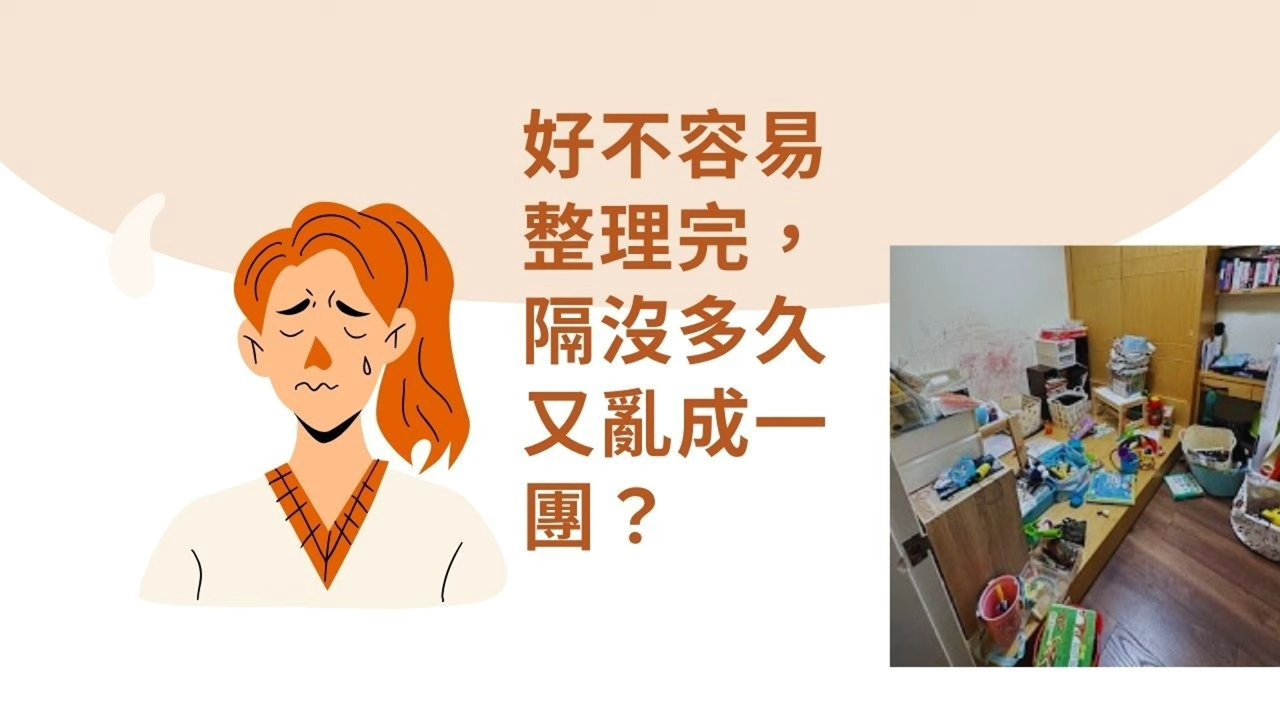 好不容易
整理完，
隔沒多久
又亂成一
團？